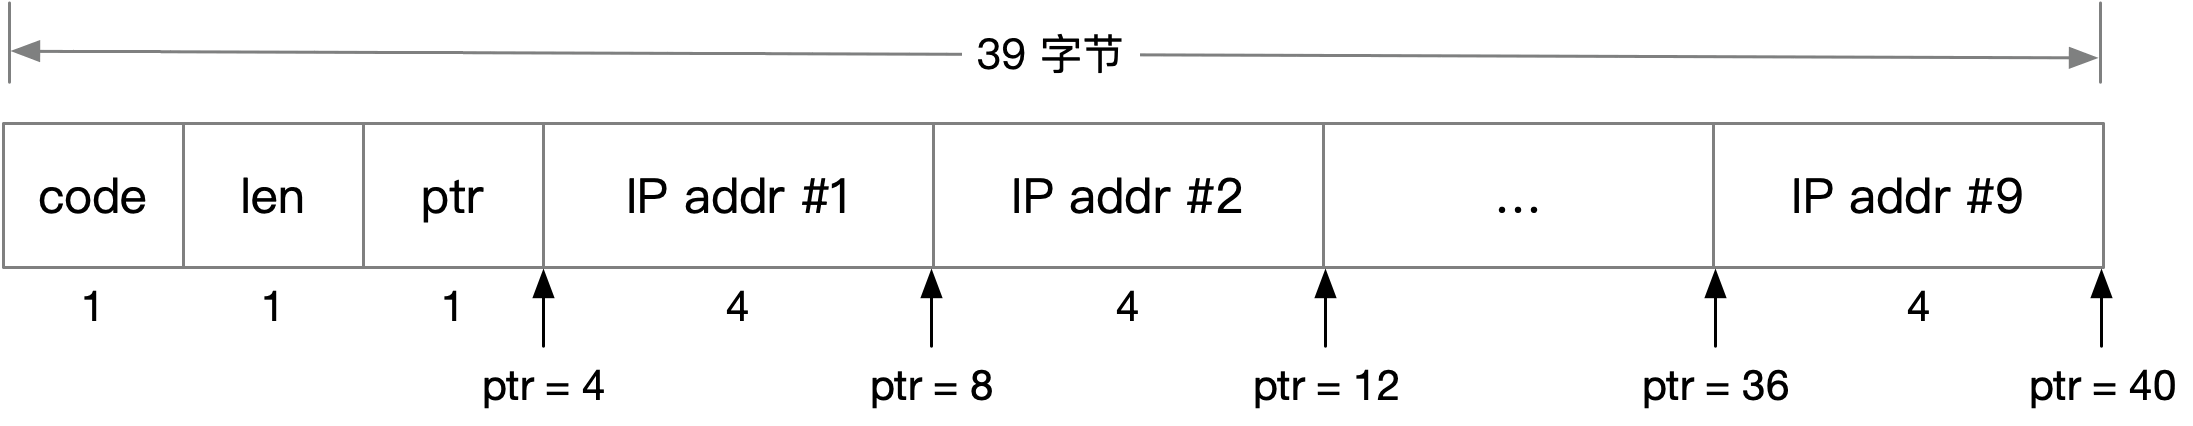 39 字节
code len ptr IP addr #1 IP addr #2 ... IP addr #9
1 1 1 4 4 4
ptr = 4 ptr = 8 ptr = 12 ptr = 36 ptr = 40